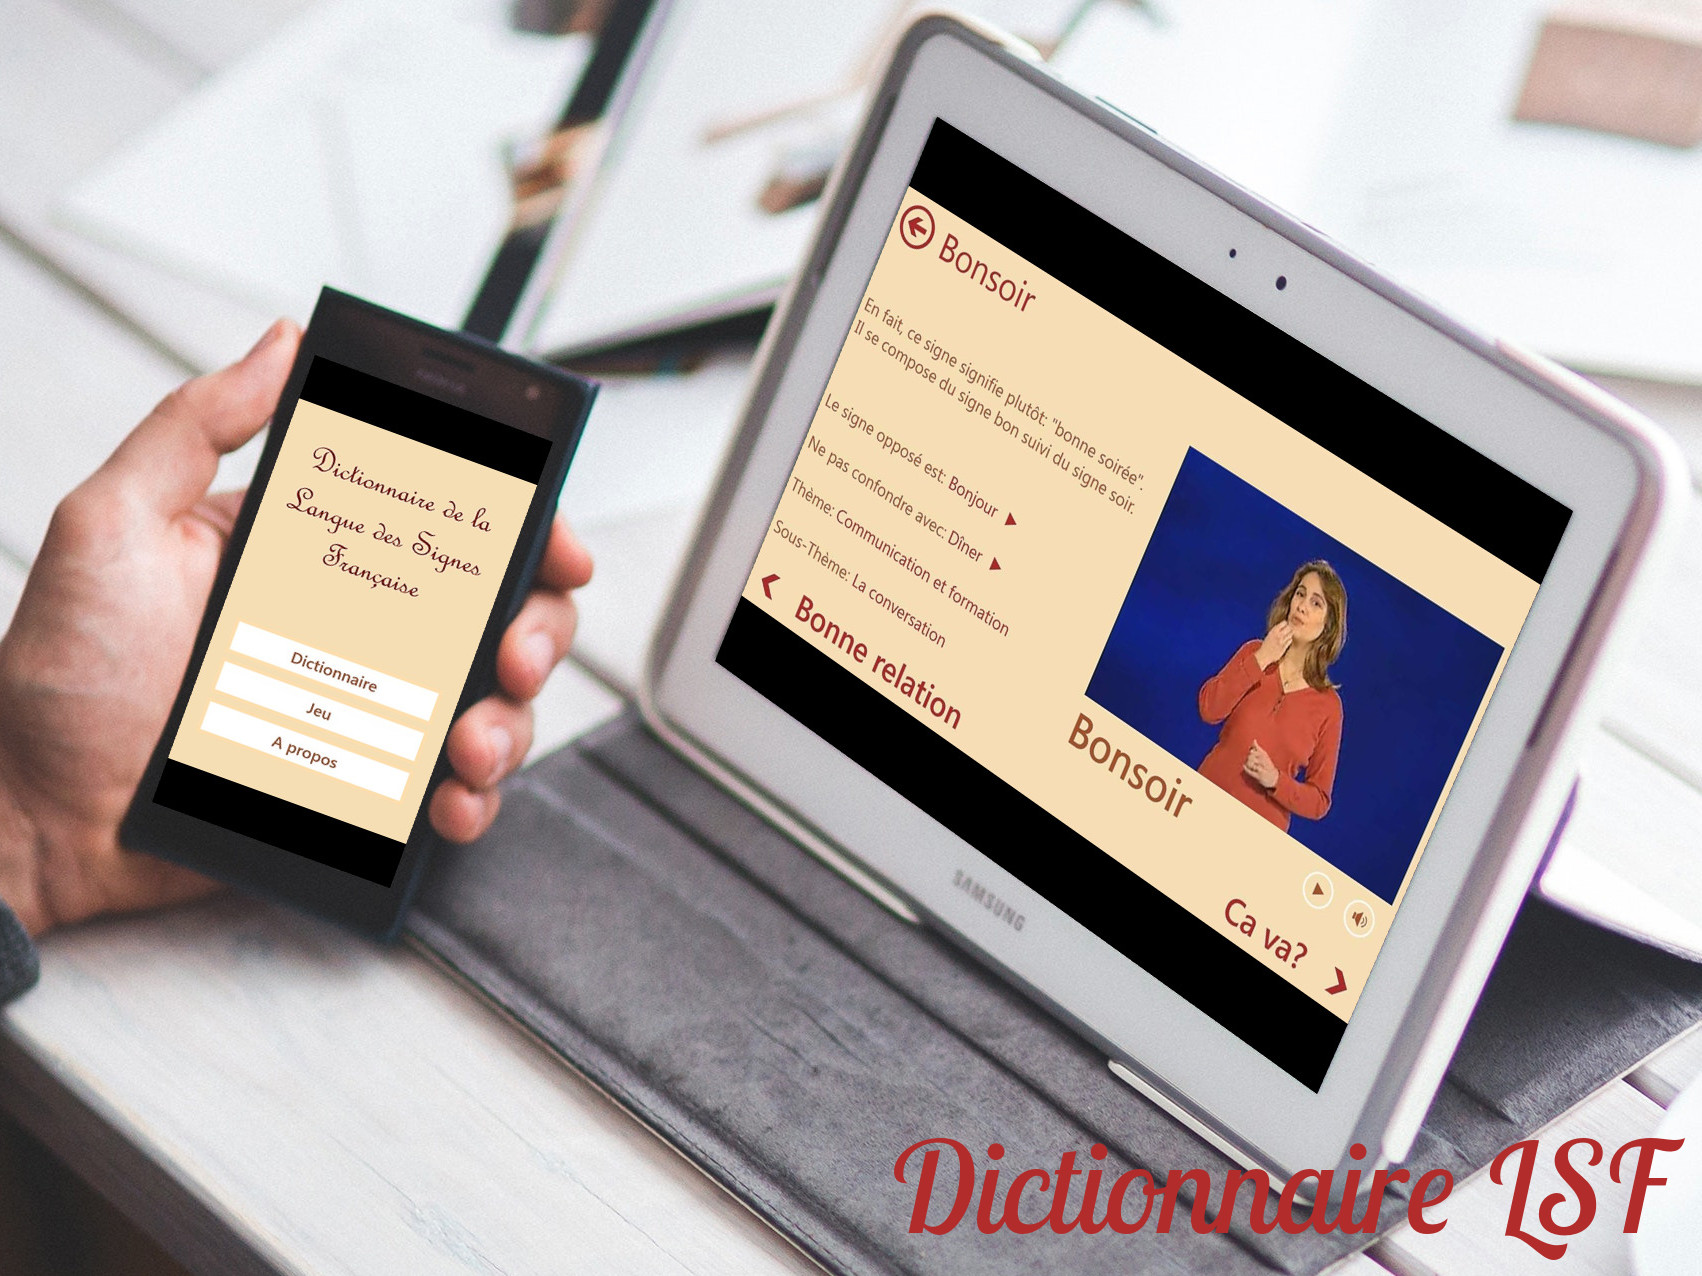 Dictionnaire de la
Langue des Signes
Française
Dictionnaire
Jeu
A propos
Bonsoir
En fait, ce signe signifie plutôt: "bonne soirée".
Il se compose du signe bon suivi du signe soir.
Le signe opposé est: Bonjour
Ne pas confondre avec: Dîner
Thème: Communication et formation
Sous-Thème: La conversation
Bonne relation
Bonsoir
Ca va?
SAMSUNG
Dictionnaire LSF